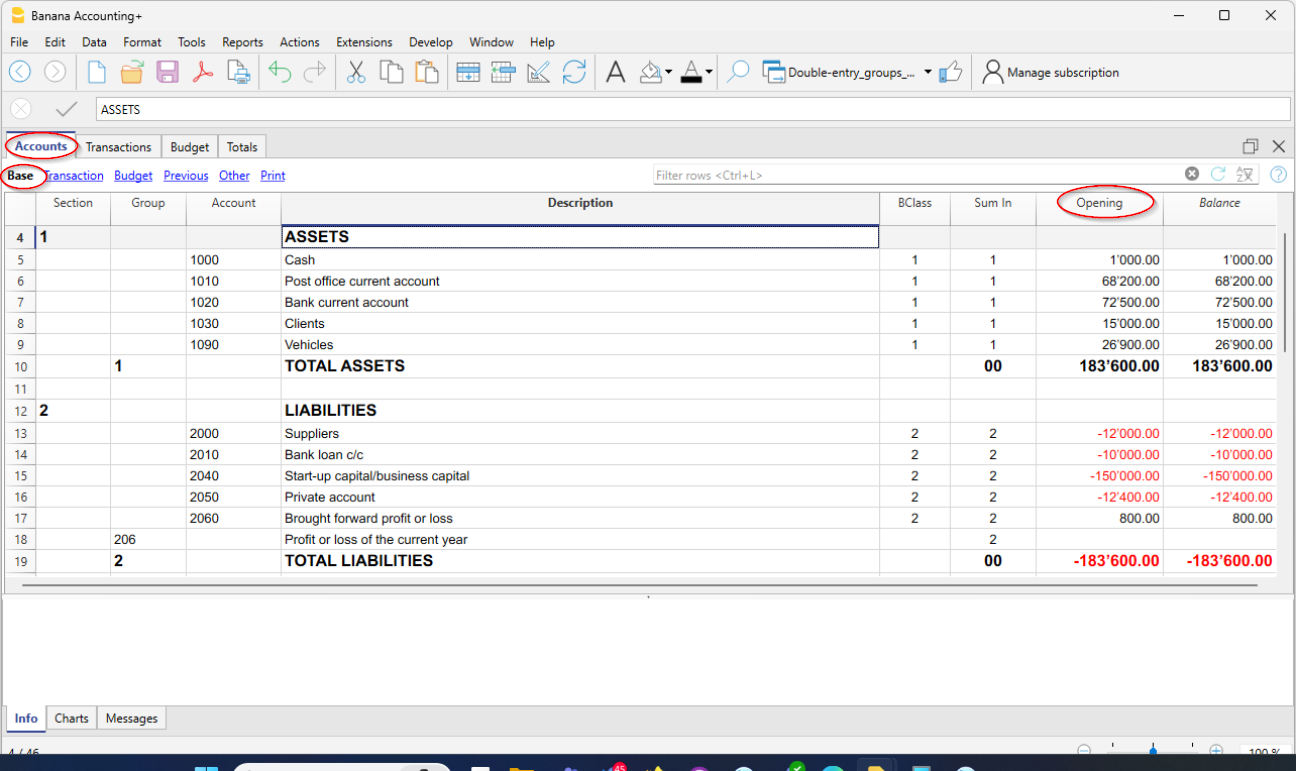 Banana Accounting+
File Edit Data Format Tools Reports Actions Extensions Develop Window Help
Double-entry_groups_... Manage subscription
ASSETS
Accounts Transactions Budget Totals
Base Transaction Budget Previous Other Print Filter rows <Ctrl+L>
Section Group Account Description BClass Sum In Opening Balance
4 1 ASSETS
5 1000 Cash 1 1 1'000.00 1'000.00
6 1010 Post office current account 1 1 68'200.00 68'200.00
7 1020 Bank current account 1 1 72'500.00 72'500.00
8 1030 Clients 1 1 15'000.00 15'000.00
9 1090 Vehicles 1 1 26'900.00 26'900.00
10 1 TOTAL ASSETS 00 183'600.00 183'600.00
11
12 2 LIABILITIES
13 2000 Suppliers 2 2 -12'000.00 -12'000.00
14 2010 Bank loan c/c 2 2 -10'000.00 -10'000.00
15 2040 Start-up capital/business capital 2 2 -150'000.00 -150'000.00
16 2050 Private account 2 2 -12'400.00 -12'400.00
17 2060 Brought forward profit or loss 2 2 800.00 800.00
18 206 Profit or loss of the current year 2
19 2 TOTAL LIABILITIES 00 -183'600.00 -183'600.00
Info Charts Messages
4 / 46 100 %
45